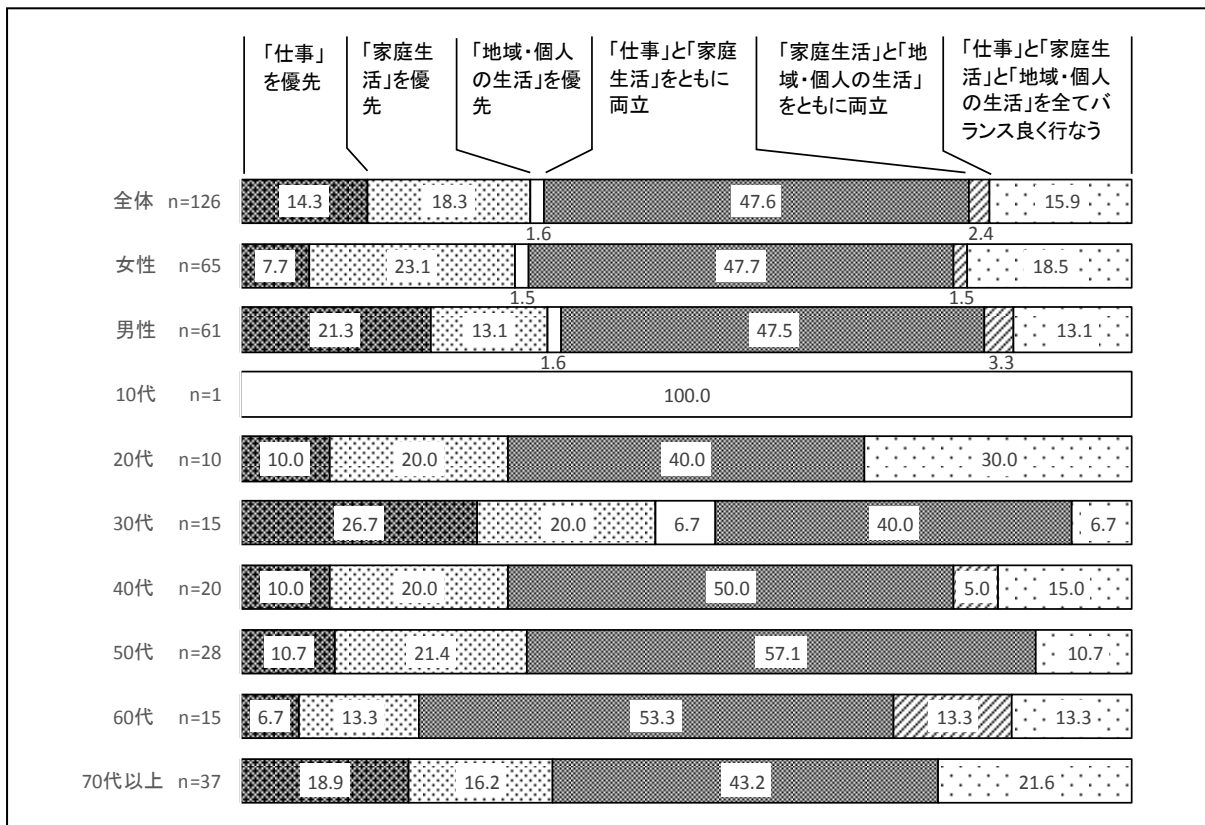 「仕事」
を優先
「家庭生
活」を優
先
「地域・個人
の生活」を優
先
「仕事」と「家庭
生活」をともに
両立
「家庭生活」と「地
域・個人の生活」
をともに両立
「仕事」と「家庭生
活」と「地域・個人
の生活」を全てバ
ランス良く行なう
全体 n=126 14.3 18.3 47.6 15.9
1.6 2.4
女性 n=65 7.7 23.1 47.7 18.5
1.5 1.5
男性 n=61 21.3 13.1 47.5 13.1
1.6 3.3
10代 n=1 100.0
20代 n=10 10.0 20.0 40.0 30.0
30代 n=15 26.7 20.0 6.7 40.0 6.7
40代 n=20 10.0 20.0 50.0 5.0 15.0
50代 n=28 10.7 21.4 57.1 10.7
60代 n=15 6.7 13.3 53.3 13.3 13.3
70代以上 n=37 18.9 16.2 43.2 21.6